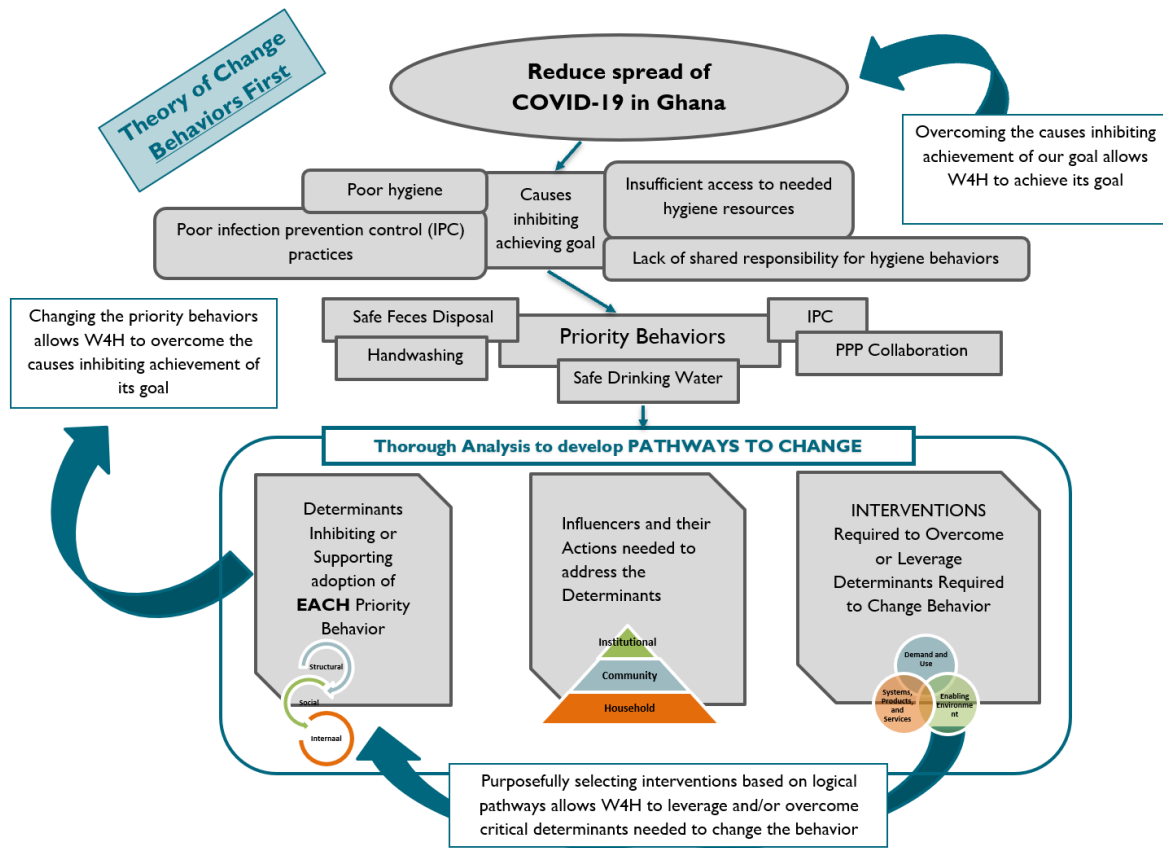 Theory of Change
Behaviors First
Reduce spread of
COVID-19 in Ghana
Overcoming the causes inhibiting
achievement of our goal allows
W4H to achieve its goal
Poor hygiene
Poor infection prevention control (IPC)
practices
Causes
inhibiting
achieving goal
Insufficient access to needed
hygiene resources
Lack of shared responsibility for hygiene behaviors
Changing the priority behaviors
allows W4H to overcome the
causes inhibiting achievement of
its goal
Safe Feces Disposal
Handwashing
Priority Behaviors
Safe Drinking Water
IPC
PPP Collaboration
Thorough Analysis to develop PATHWAYS TO CHANGE
Determinants
Inhibiting or
Supporting
adoption of
EACH Priority
Behavior
Structural
Social
Internaal
Influencers and their
Actions needed to
address the
Determinants
Institutional
Community
Household
INTERVENTIONS
Required to Overcome
or Leverage
Determinants Required
to Change Behavior
Demand and
Use
Systems,
Products,
and
Services
Enabling
Environme
nt
Purposefully selecting interventions based on logical
pathways allows W4H to leverage and/or overcome
critical determinants needed to change the behavior